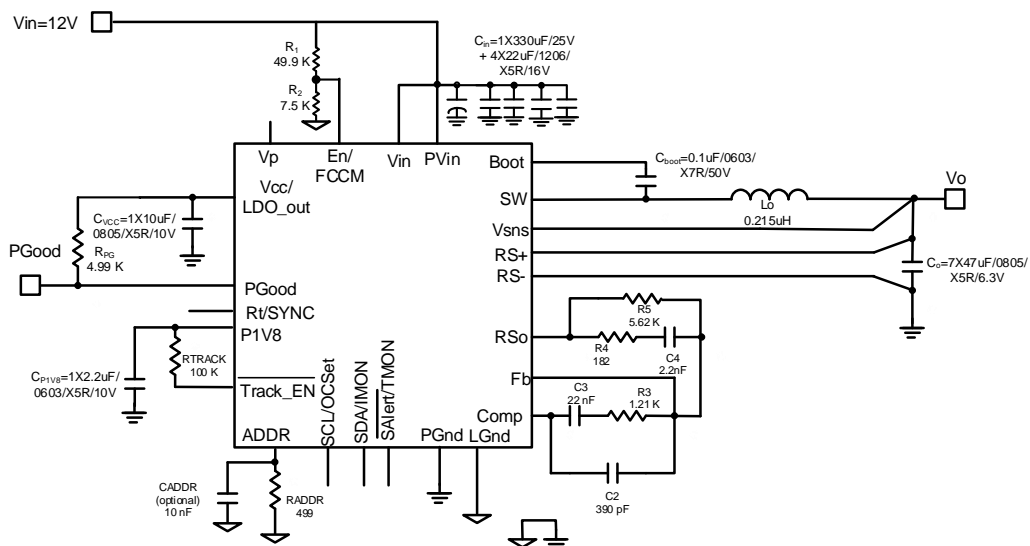 Vin=12V
R1
49.9 K
R2
7.5 K
Cin=1X330uF/25V
+ 4X22uF/1206/
X5R/16V
Vp
En/
FCCM
Vin
PVin
Boot
Cboot=0.1uF/0603/
X7R/50V
Vcc/
LDO_out
SW
Lo
0.215uH
Vo
CVCC=1X10uF/
0805/X5R/10V
Vsns
PGood
RPG
4.99 K
RS+
RS-
Co=7X47uF/0805/
X5R/6.3V
PGood
Rt/SYNC
P1V8
R5
5.62 K
RSo
R4
182
C4
2.2nF
RTRACK
100 K
CP1V8=1X2.2uF/
0603/X5R/10V
Track_EN
Fb
C3
22 nF
R3
1.21 K
Comp
ADDR
SCL/OCSet
SDA/IMON
SAlert/TMON
PGnd
LGnd
CADDR
(optional)
10 nF
RADDR
499
C2
390 pF